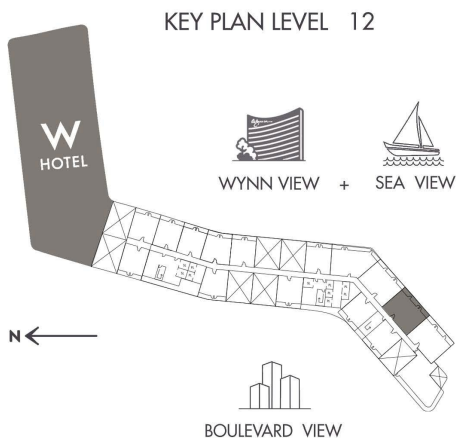 KEY PLAN LEVEL 12
W
HOTEL
WYNN VIEW + SEA VIEW
N
BOULEVARD VIEW